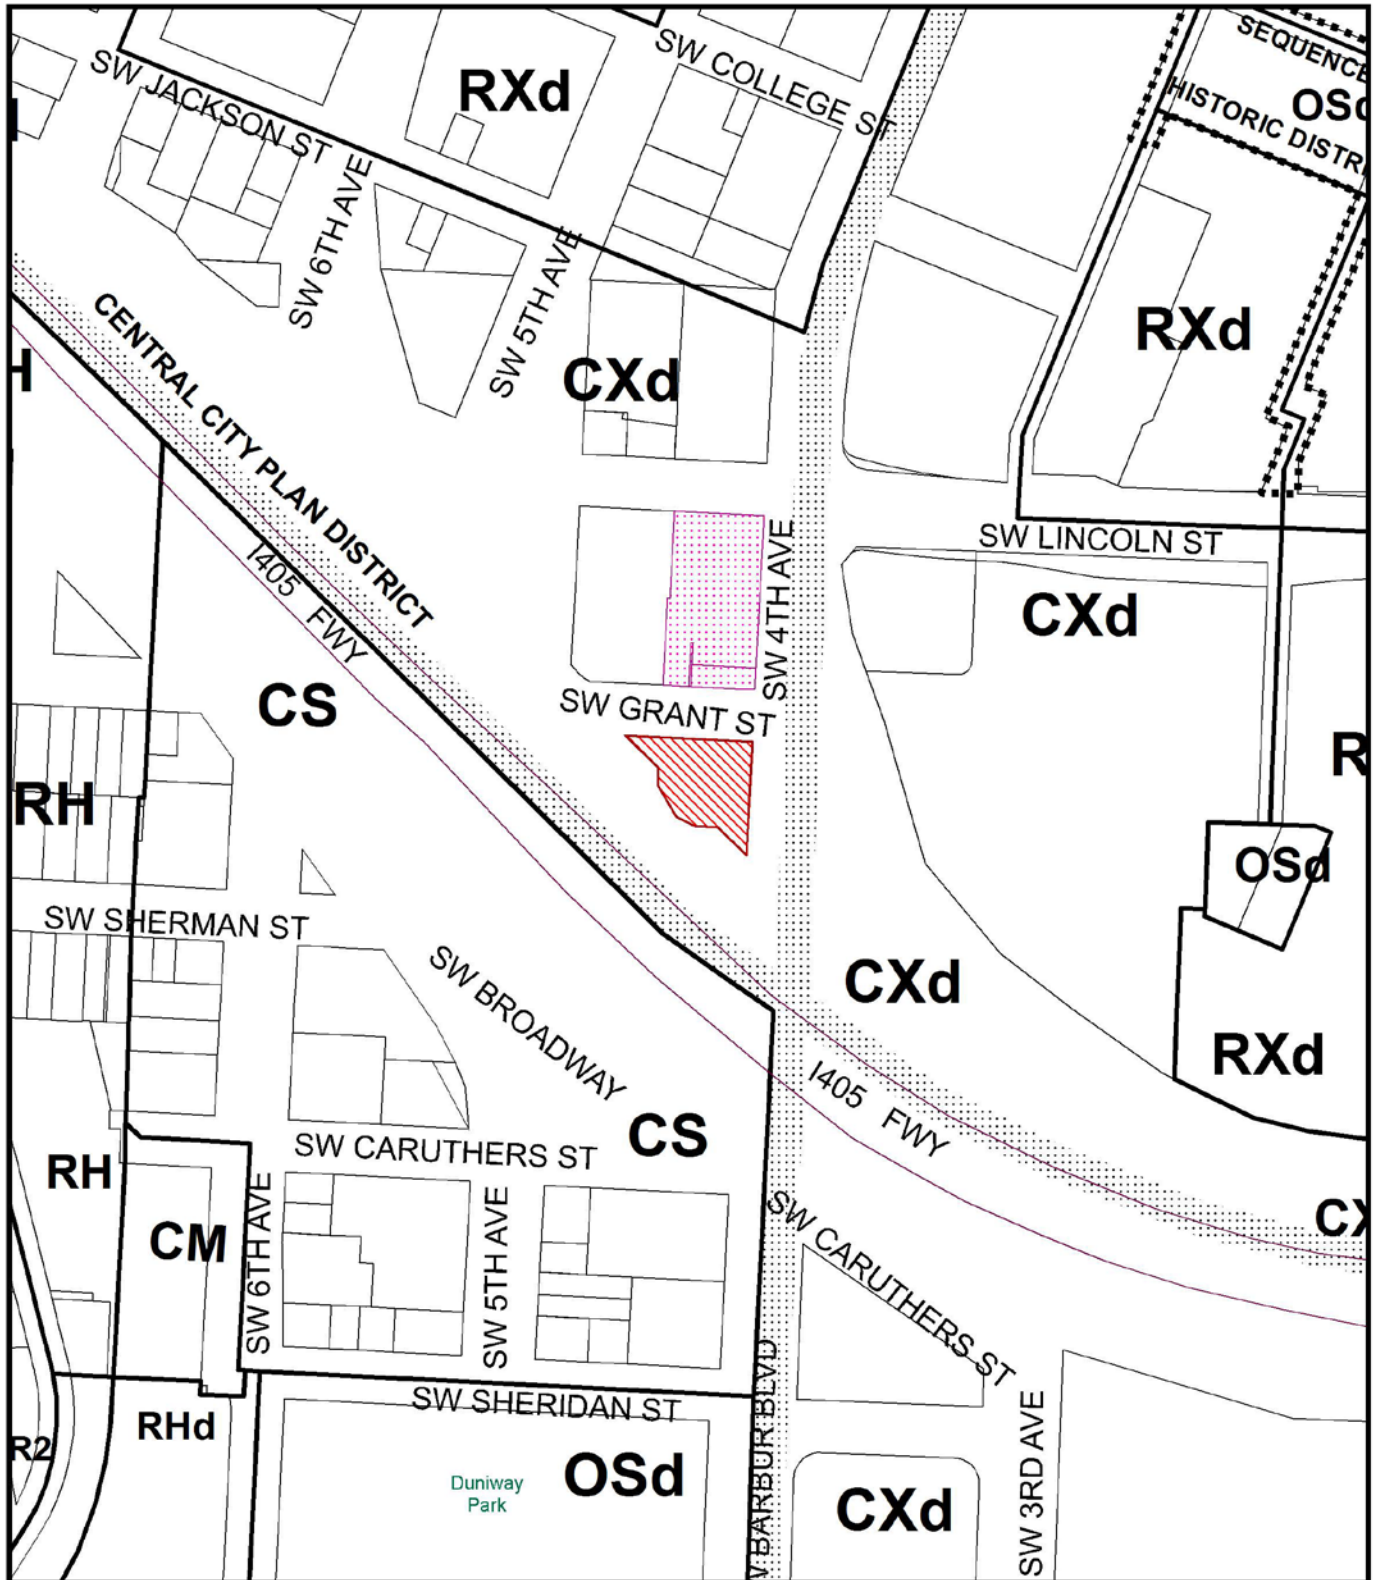 SW COLLEGE ST
SEQUENCE
SW JACKSON ST
RXd
HISTORIC DISTR
SW 6TH AVE
SW 5TH AVE
CENTRAL CITY PLAN DISTRICT
RXd
CXd
H
SW LINCOLN ST
SW 4TH AVE
I405 FWY
CXd
CS
SW GRANT ST
RH
OSd
SW SHERMAN ST
SW BROADWAY
CXd
RXd
I405 FWY
CS
SW CARUTHERS ST
RH
SW CARUTHERS ST
CM
SW 6TH AVE
SW 5TH AVE
SW SHERIDAN ST
BARBUR BLVD
RHd
R2
SW 3RD AVE
Duniway
Park
OSd
CXd